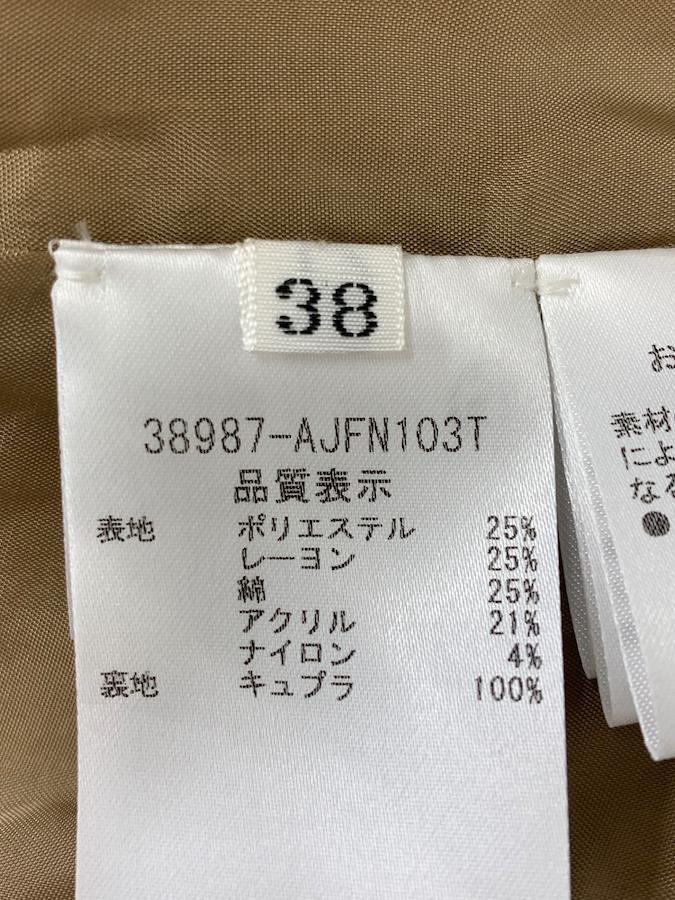 38
38987-AJFN103T
品質表示
表地 ポリエステル 25%
レーヨン 25%
綿 25%
アクリル 21%
ナイロン 4%
裏地 キュプラ 100%
お
素材
によ
なる
●